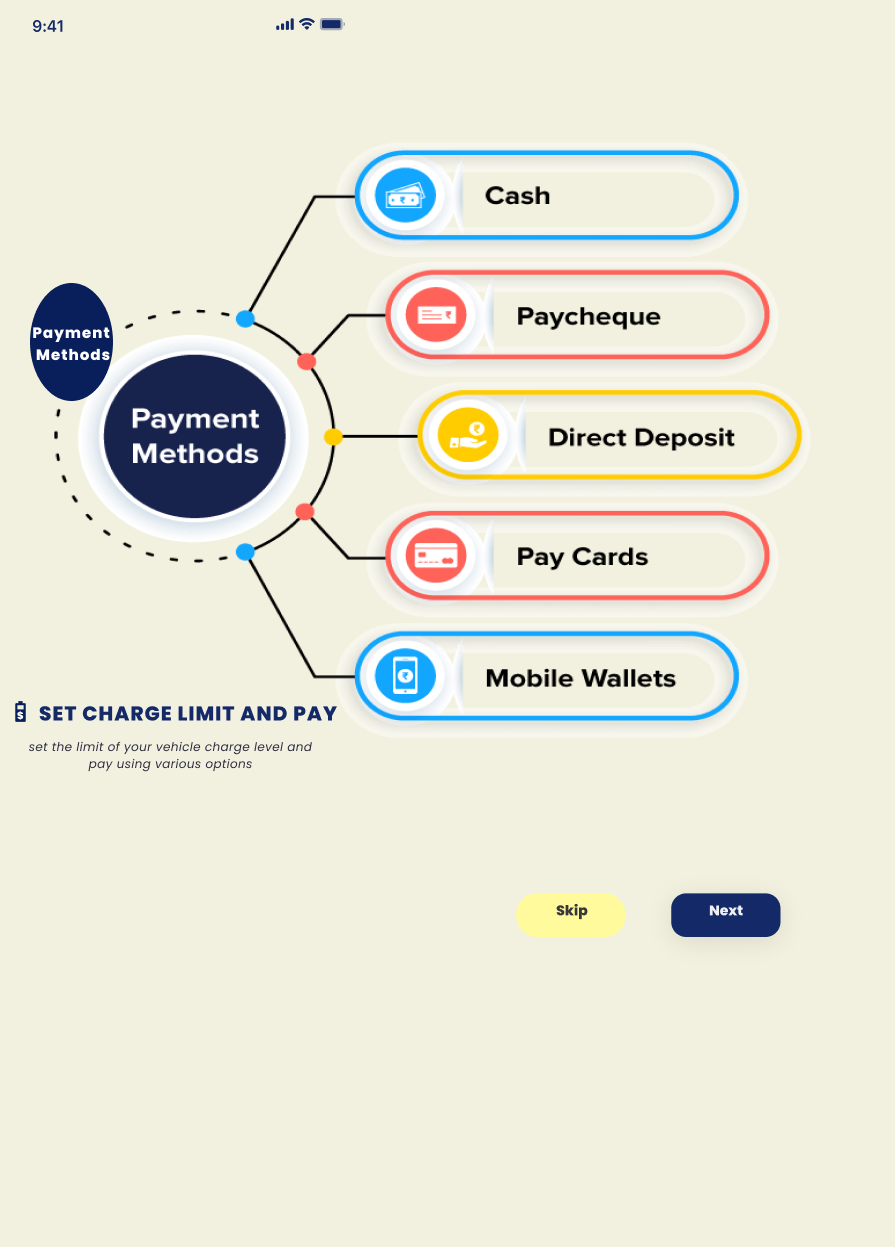 9:41
Cash
Paycheque
Payment
Methods
Payment
Methods
Direct Deposit
Pay Cards
Mobile Wallets
SET CHARGE LIMIT AND PAY
set the limit of your vehicle charge level and
pay using various options
Skip
Next